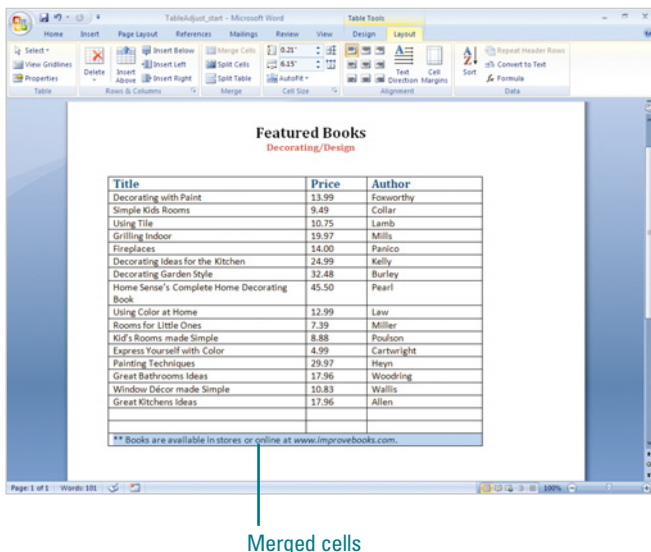 TableAdjust_start - Microsoft Word
Table Tools
Home Insert Page Layout References Mailings Review View Design Layout
Select
View Gridlines
Properties
Table
Delete
Insert Above
Insert Below
Insert Left
Insert Right
Rows & Columns
Merge Cells
Split Cells
Split Table
Merge
0.21"
6.15"
AutoFit
Cell Size
Text Direction
Cell Margins
Alignment
Sort
Repeat Header Rows
Convert to Text
Formula
Data
Featured Books
Decorating/Design
Title Price Author
Decorating with Paint 13.99 Foxworthy
Simple Kids Rooms 9.49 Collar
Using Tile 10.75 Lamb
Grilling Indoor 19.97 Mills
Fireplaces 14.00 Panico
Decorating Ideas for the Kitchen 24.99 Kelly
Decorating Garden Style 32.48 Burley
Home Sense's Complete Home Decorating 45.50 Pearl
Book
Using Color at Home 12.99 Law
Rooms for Little Ones 7.39 Miller
Kid's Rooms made Simple 8.88 Poulson
Express Yourself with Color 4.99 Cartwright
Painting Techniques 29.97 Heyn
Great Bathrooms Ideas 17.96 Woodring
Window Décor made Simple 10.83 Wallis
Great Kitchens Ideas 17.96 Allen
** Books are available in stores or online at www.improvebooks.com.
Page: 1 of 1 Words: 101 100%
Merged cells